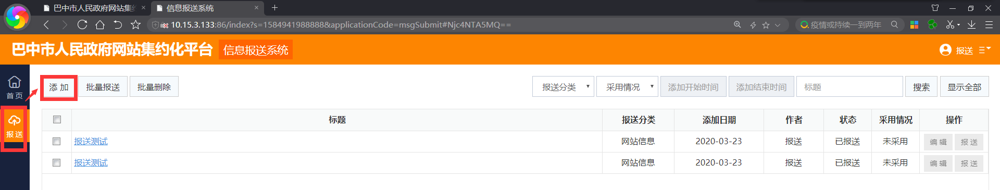 巴中市人民政府网站集约 信息报送系统
10.15.3.133:86/index?s=1584941988888&applicationCode=msgSubmit#Njc4NTA5MQ== 疫情或持续一到两年
巴中市人民政府网站集约化平台 信息报送系统 报送
首页
报送
添 加 批量报送 批量删除 报送分类 采用情况 添加开始时间 添加结束时间 标题 搜索 显示全部
标题 报送分类 添加日期 作者 状态 采用情况 操作
报送测试 网站信息 2020-03-23 报送 已报送 未采用 编 辑 报 送
报送测试 网站信息 2020-03-23 报送 已报送 未采用 编 辑 报 送